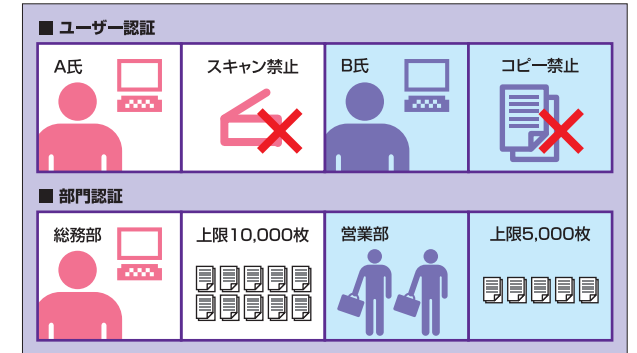 ■ ユーザー認証
A氏
スキャン禁止
B氏
コピー禁止
■ 部門認証
総務部
上限10,000枚
営業部
上限5,000枚